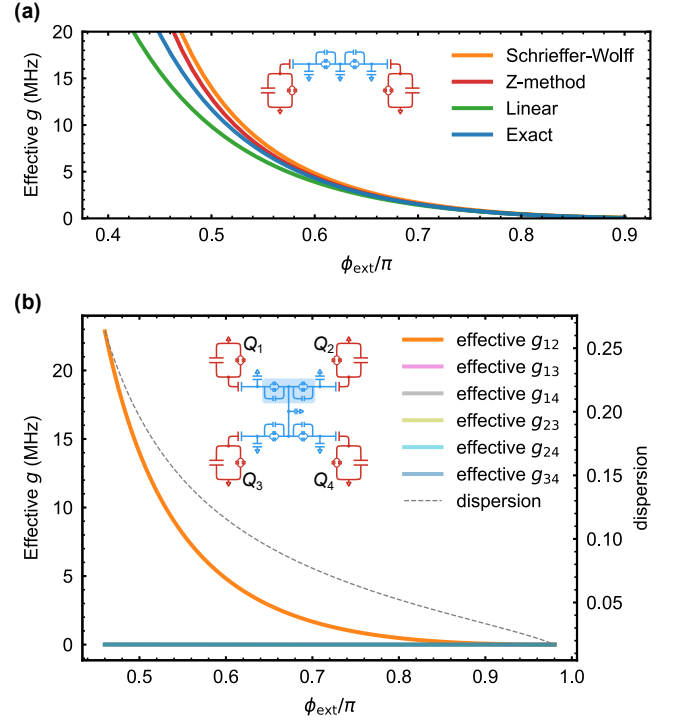 (a)
20
15
10
5
0
Effective g (MHz)
Schrieffer-Wolff
Z-method
Linear
Exact
0.4 0.5 0.6 0.7 0.8 0.9
ϕext/π
(b)
20
15
10
5
0
Effective g (MHz)
Q1 Q2
Q3 Q4
effective g12
effective g13
effective g14
effective g23
effective g24
effective g34
dispersion
0.25
0.20
0.15
0.10
0.05
dispersion
0.5 0.6 0.7 0.8 0.9 1.0
ϕext/π